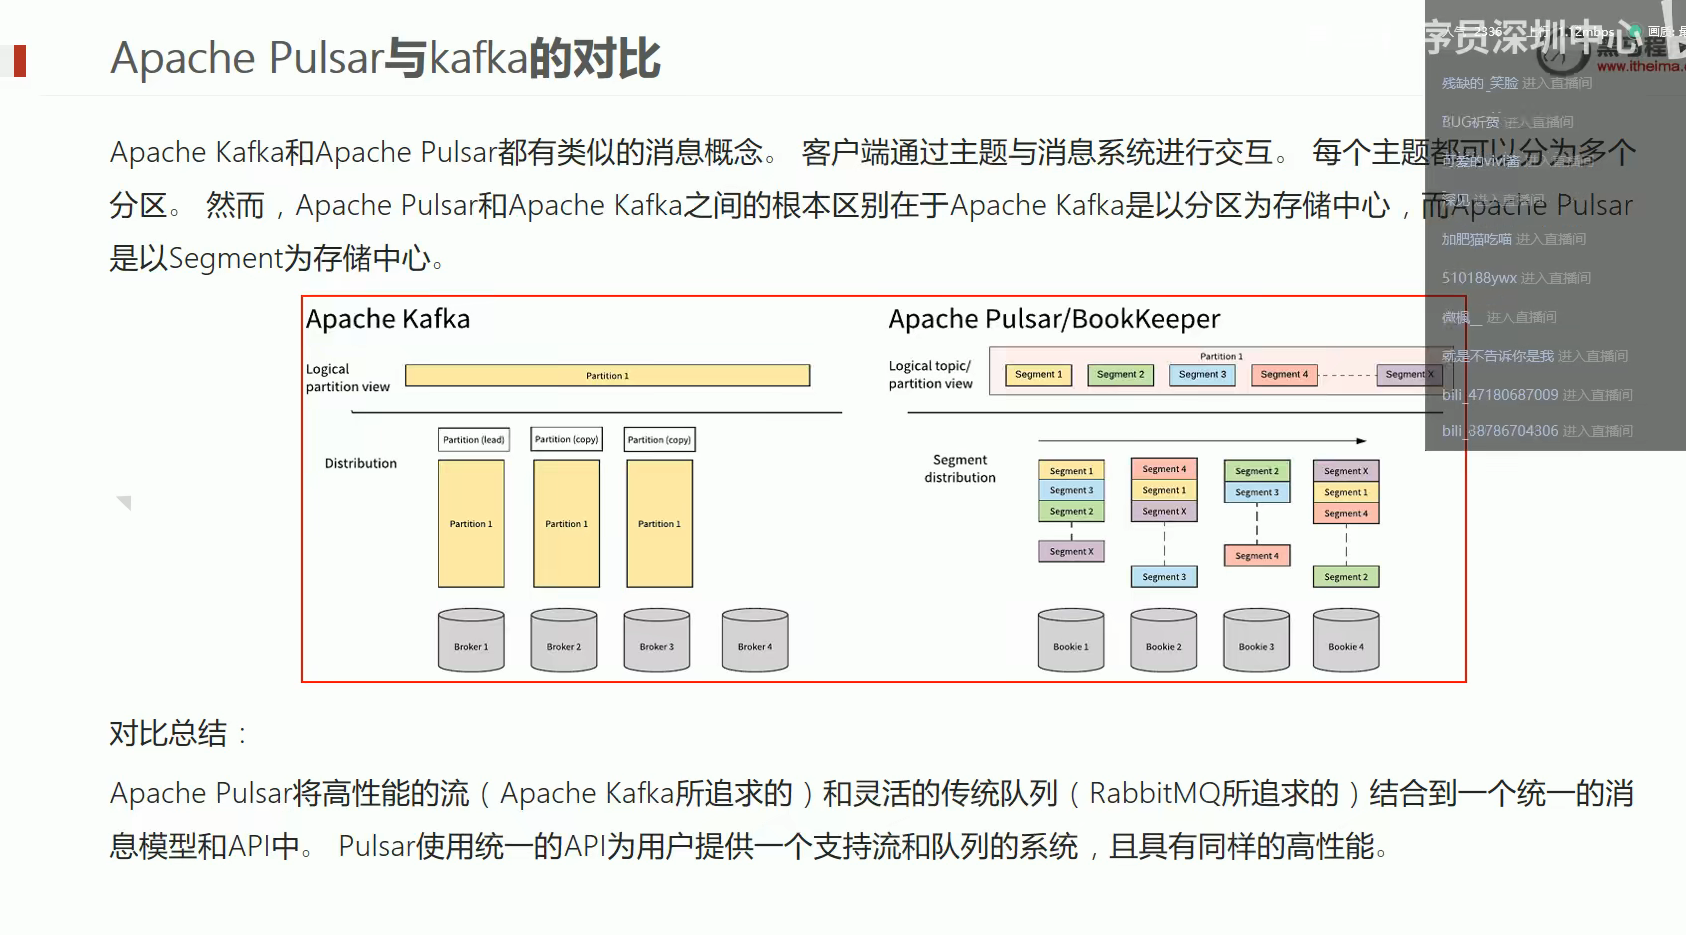 Apache Pulsar与kafka的对比
Apache Kafka和Apache Pulsar都有类似的消息概念。 客户端通过主题与消息系统进行交互。 每个主题都可以分为多个
分区。 然而，Apache Pulsar和Apache Kafka之间的根本区别在于Apache Kafka是以分区为存储中心，而Apache Pulsar
是以Segment为存储中心。
Apache Kafka
Logical
partition view
Partition 1
Partition (lead)
Partition (copy)
Partition (copy)
Distribution
Partition 1
Partition 1
Partition 1
Broker 1
Broker 2
Broker 3
Broker 4
Apache Pulsar/BookKeeper
Logical topic/
partition view
Partition 1
Segment 1
Segment 2
Segment 3
Segment 4
Segment X
Segment
distribution
Segment 1
Segment 3
Segment 2
Segment X
Segment 4
Segment 1
Segment X
Segment 3
Segment 2
Segment 3
Segment 4
Segment X
Segment 1
Segment 4
Segment 2
Bookie 1
Bookie 2
Bookie 3
Bookie 4
对比总结：
Apache Pulsar将高性能的流（Apache Kafka所追求的）和灵活的传统队列（RabbitMQ所追求的）结合到一个统一的消
息模型和API中。 Pulsar使用统一的API为用户提供一个支持流和队列的系统，且具有同样的高性能。
序员深圳中心
www.itheima.
残缺的_笑脸 进入直播间
BUG祈贺 进入直播间
可爱的vivi酱 进入直播间
进入直播间
加肥猫吃喵 进入直播间
510188ywx 进入直播间
微楓__ 进入直播间
就是不告诉你是我 进入直播间
bili_47180687009 进入直播间
bili_38786704306 进入直播间